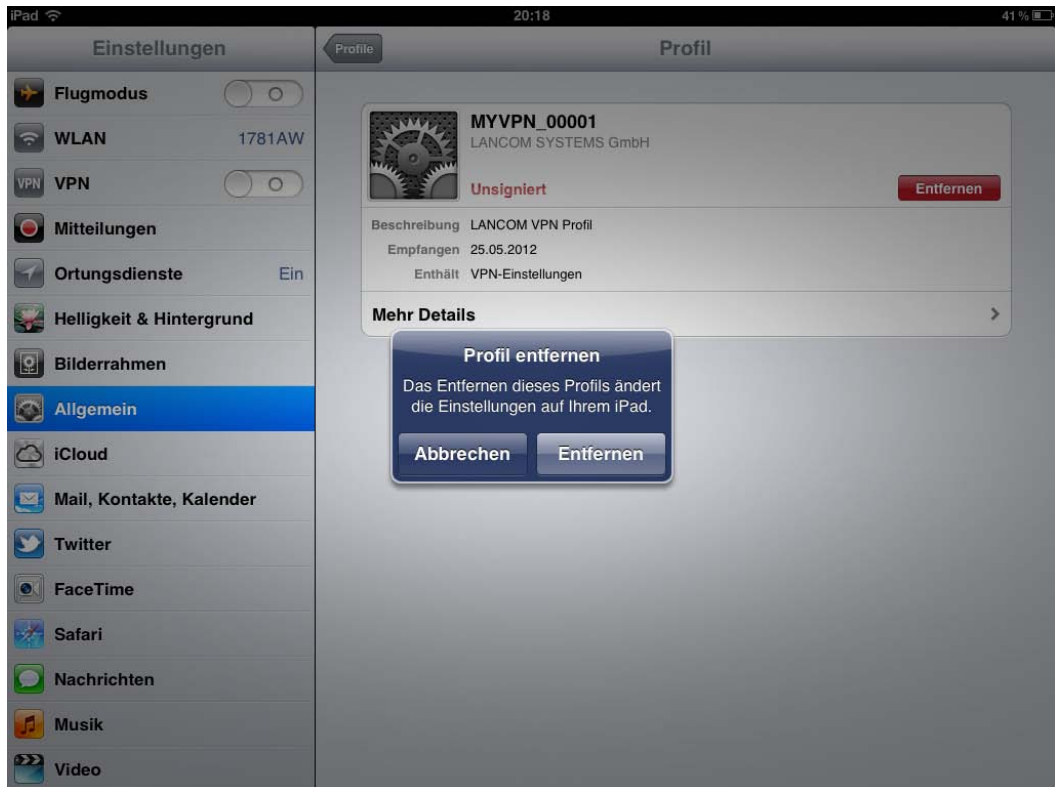 iPad 20:18 41 %
Einstellungen
Flugmodus
WLAN 1781AW
VPN VPN
Mitteilungen
Ortungsdienste Ein
Helligkeit & Hintergrund
Bilderrahmen
Allgemein
iCloud
Mail, Kontakte, Kalender
Twitter
FaceTime
Safari
Nachrichten
Musik
Video
Profile Profil
MYVPN_00001
LANCOM SYSTEMS GmbH
Unsigniert Entfernen
Beschreibung LANCOM VPN Profil
Empfangen 25.05.2012
Enthält VPN-Einstellungen
Mehr Details
Profil entfernen
Das Entfernen dieses Profils ändert
die Einstellungen auf Ihrem iPad.
Abbrechen Entfernen